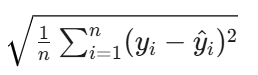 √(1/n ∑_{i=1}^{n} (y_i − ŷ_i)²)